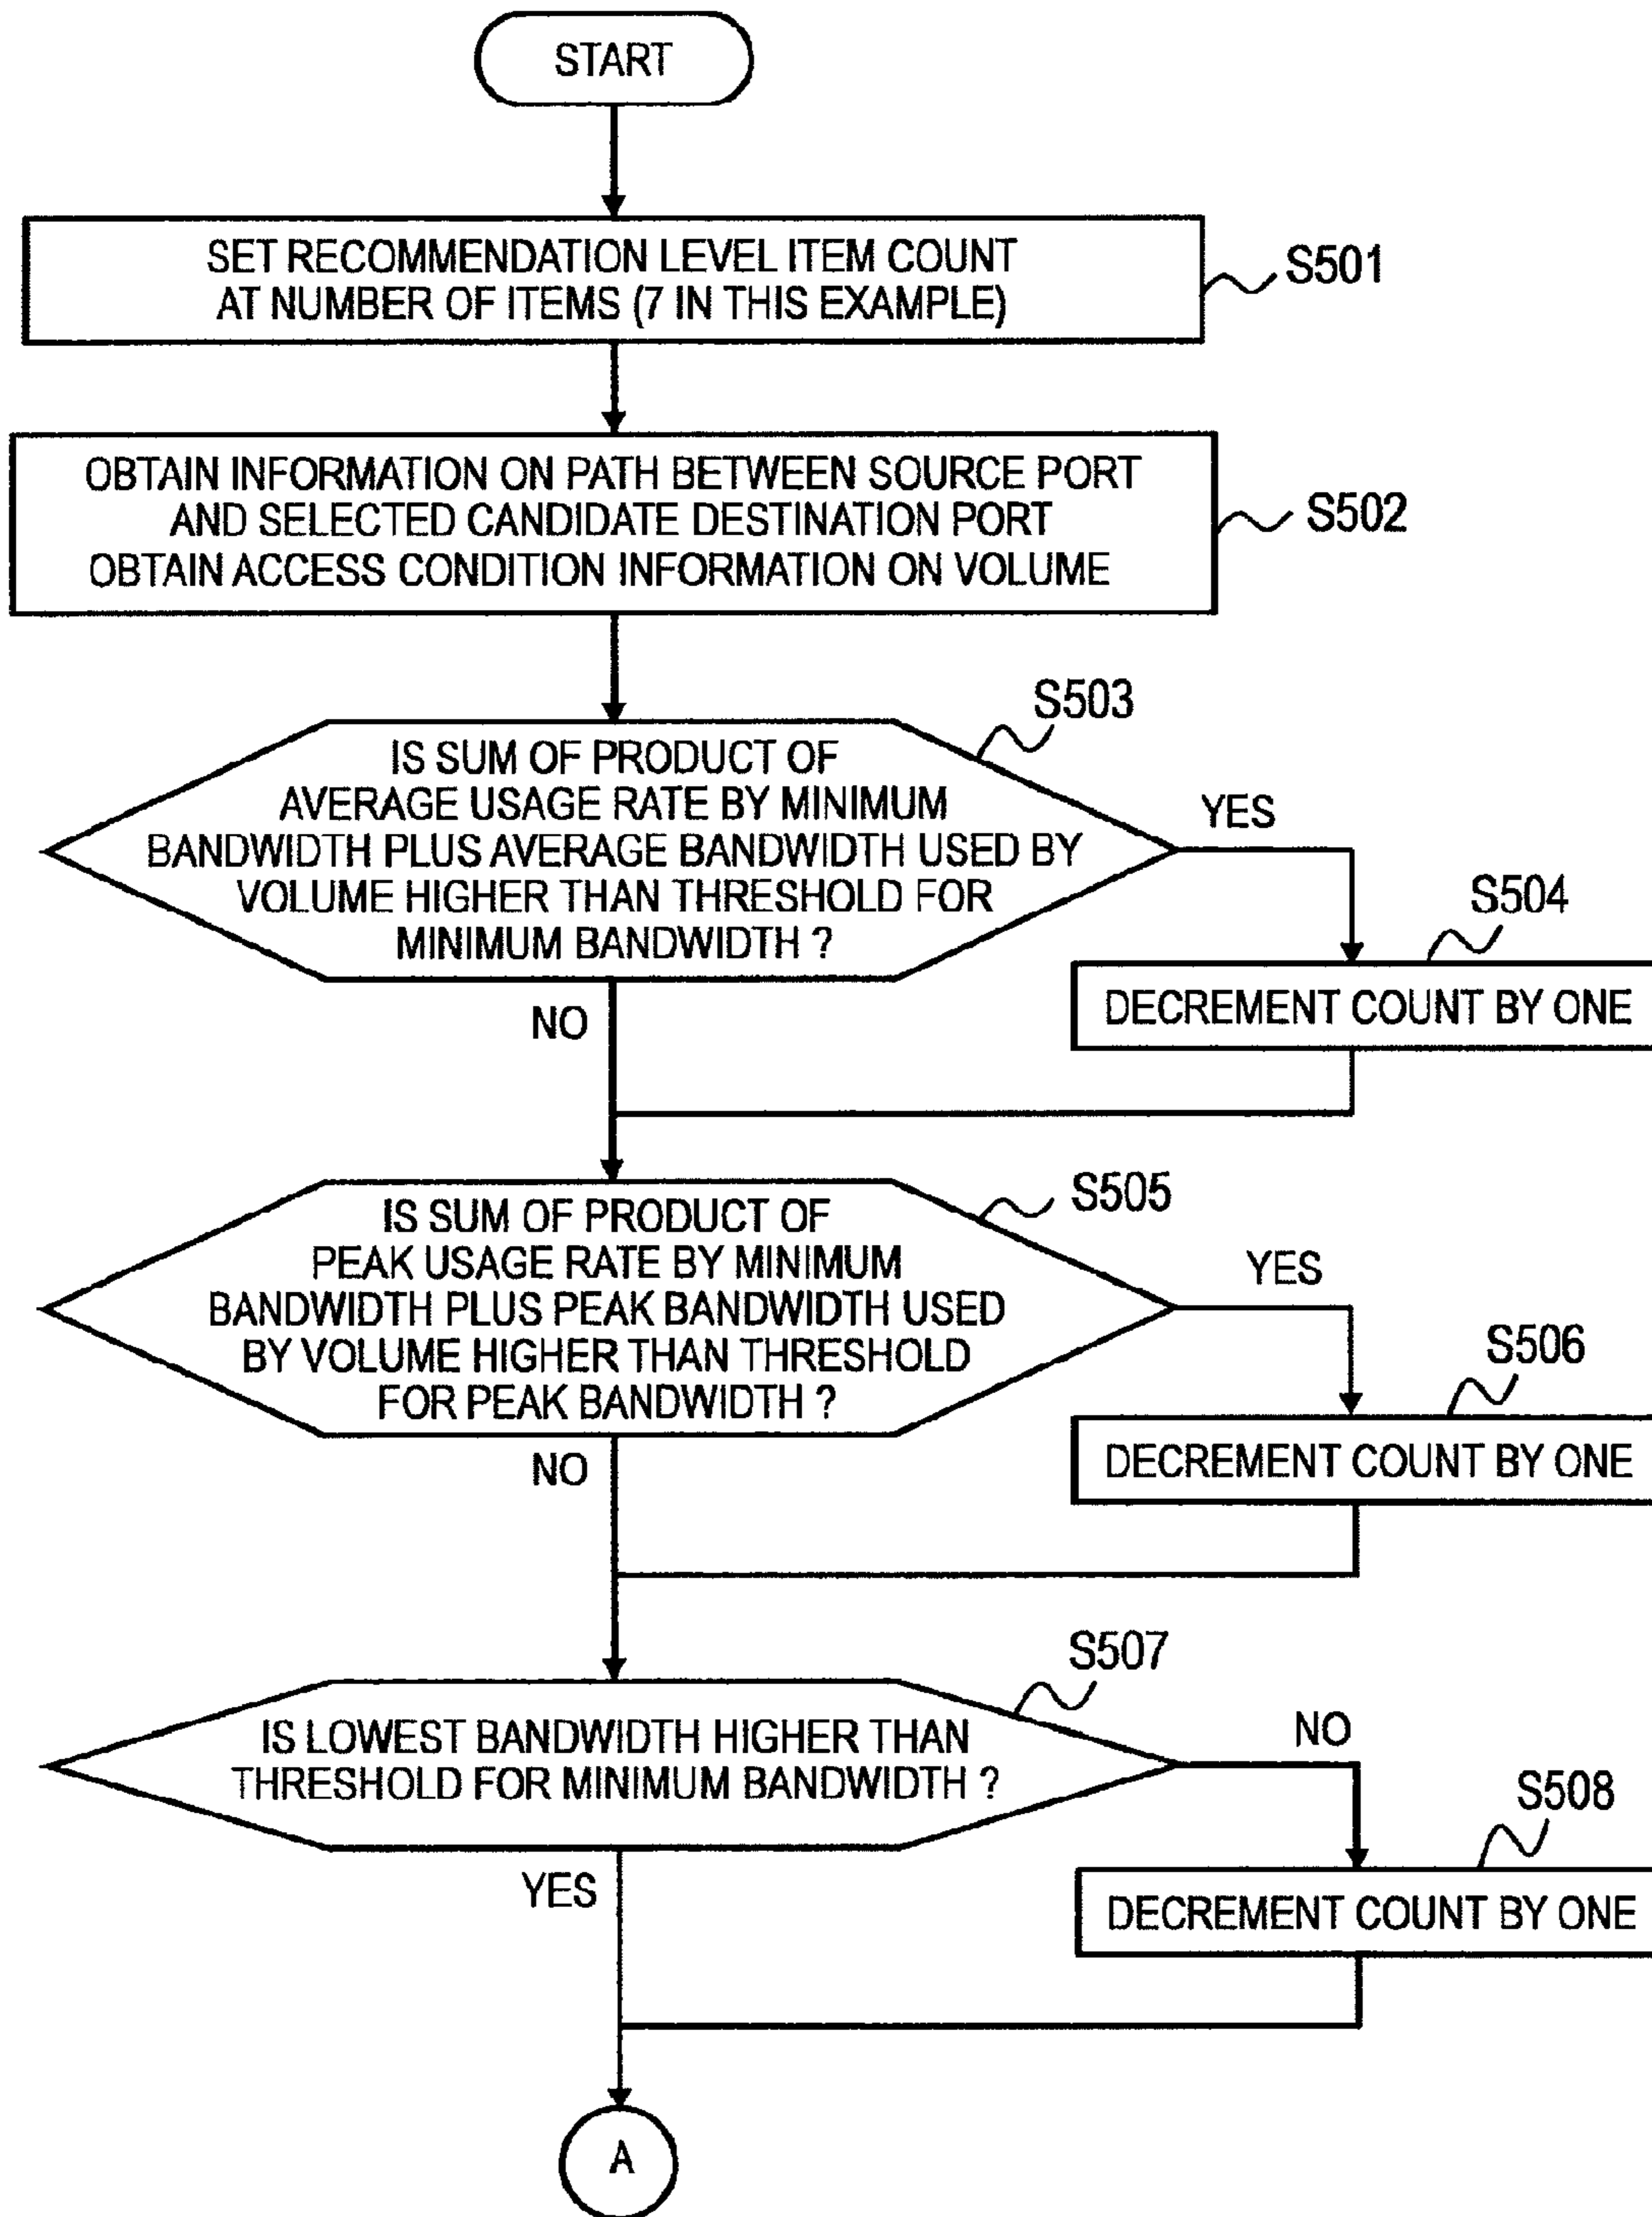 START
SET RECOMMENDATION LEVEL ITEM COUNT
AT NUMBER OF ITEMS (7 IN THIS EXAMPLE)
S501
OBTAIN INFORMATION ON PATH BETWEEN SOURCE PORT
AND SELECTED CANDIDATE DESTINATION PORT
OBTAIN ACCESS CONDITION INFORMATION ON VOLUME
S502
S503
IS SUM OF PRODUCT OF
AVERAGE USAGE RATE BY MINIMUM
BANDWIDTH PLUS AVERAGE BANDWIDTH USED BY
VOLUME HIGHER THAN THRESHOLD FOR
MINIMUM BANDWIDTH ?
YES
S504
DECREMENT COUNT BY ONE
NO
S505
IS SUM OF PRODUCT OF
PEAK USAGE RATE BY MINIMUM
BANDWIDTH PLUS PEAK BANDWIDTH USED
BY VOLUME HIGHER THAN THRESHOLD
FOR PEAK BANDWIDTH ?
YES
S506
DECREMENT COUNT BY ONE
NO
S507
IS LOWEST BANDWIDTH HIGHER THAN
THRESHOLD FOR MINIMUM BANDWIDTH ?
NO
S508
DECREMENT COUNT BY ONE
YES
A